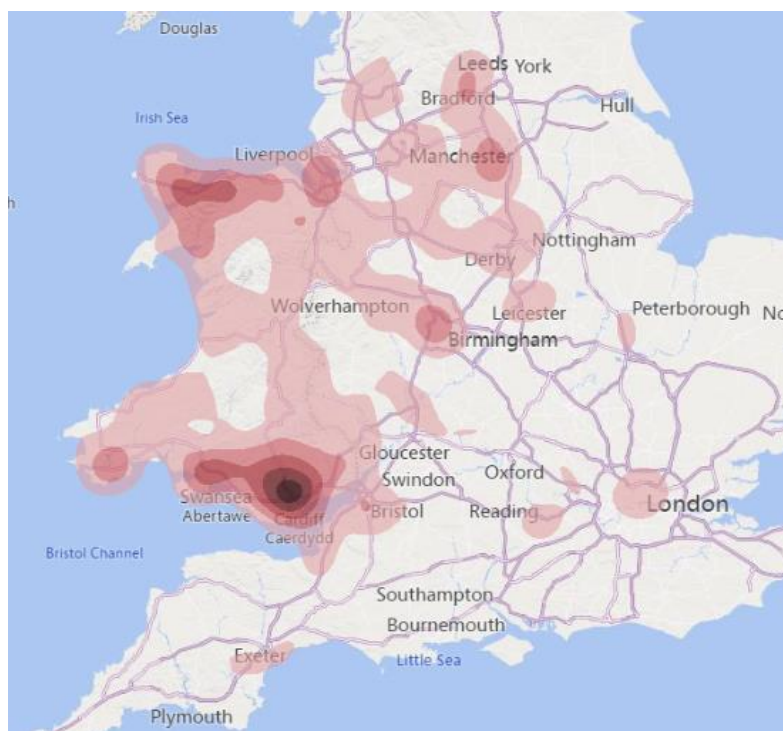 Douglas
Leeds York
Bradford
Hull
Irish Sea
Liverpool
Manchester
h
Nottingham
Derby
Wolverhampton
Leicester
Peterborough
No
Birmingham
Gloucester
Swindon
Oxford
Swansea
Abertawe
Cardiff
Caerdydd
Bristol
Reading
London
Bristol Channel
Southampton
Bournemouth
Little Sea
Exeter
Plymouth